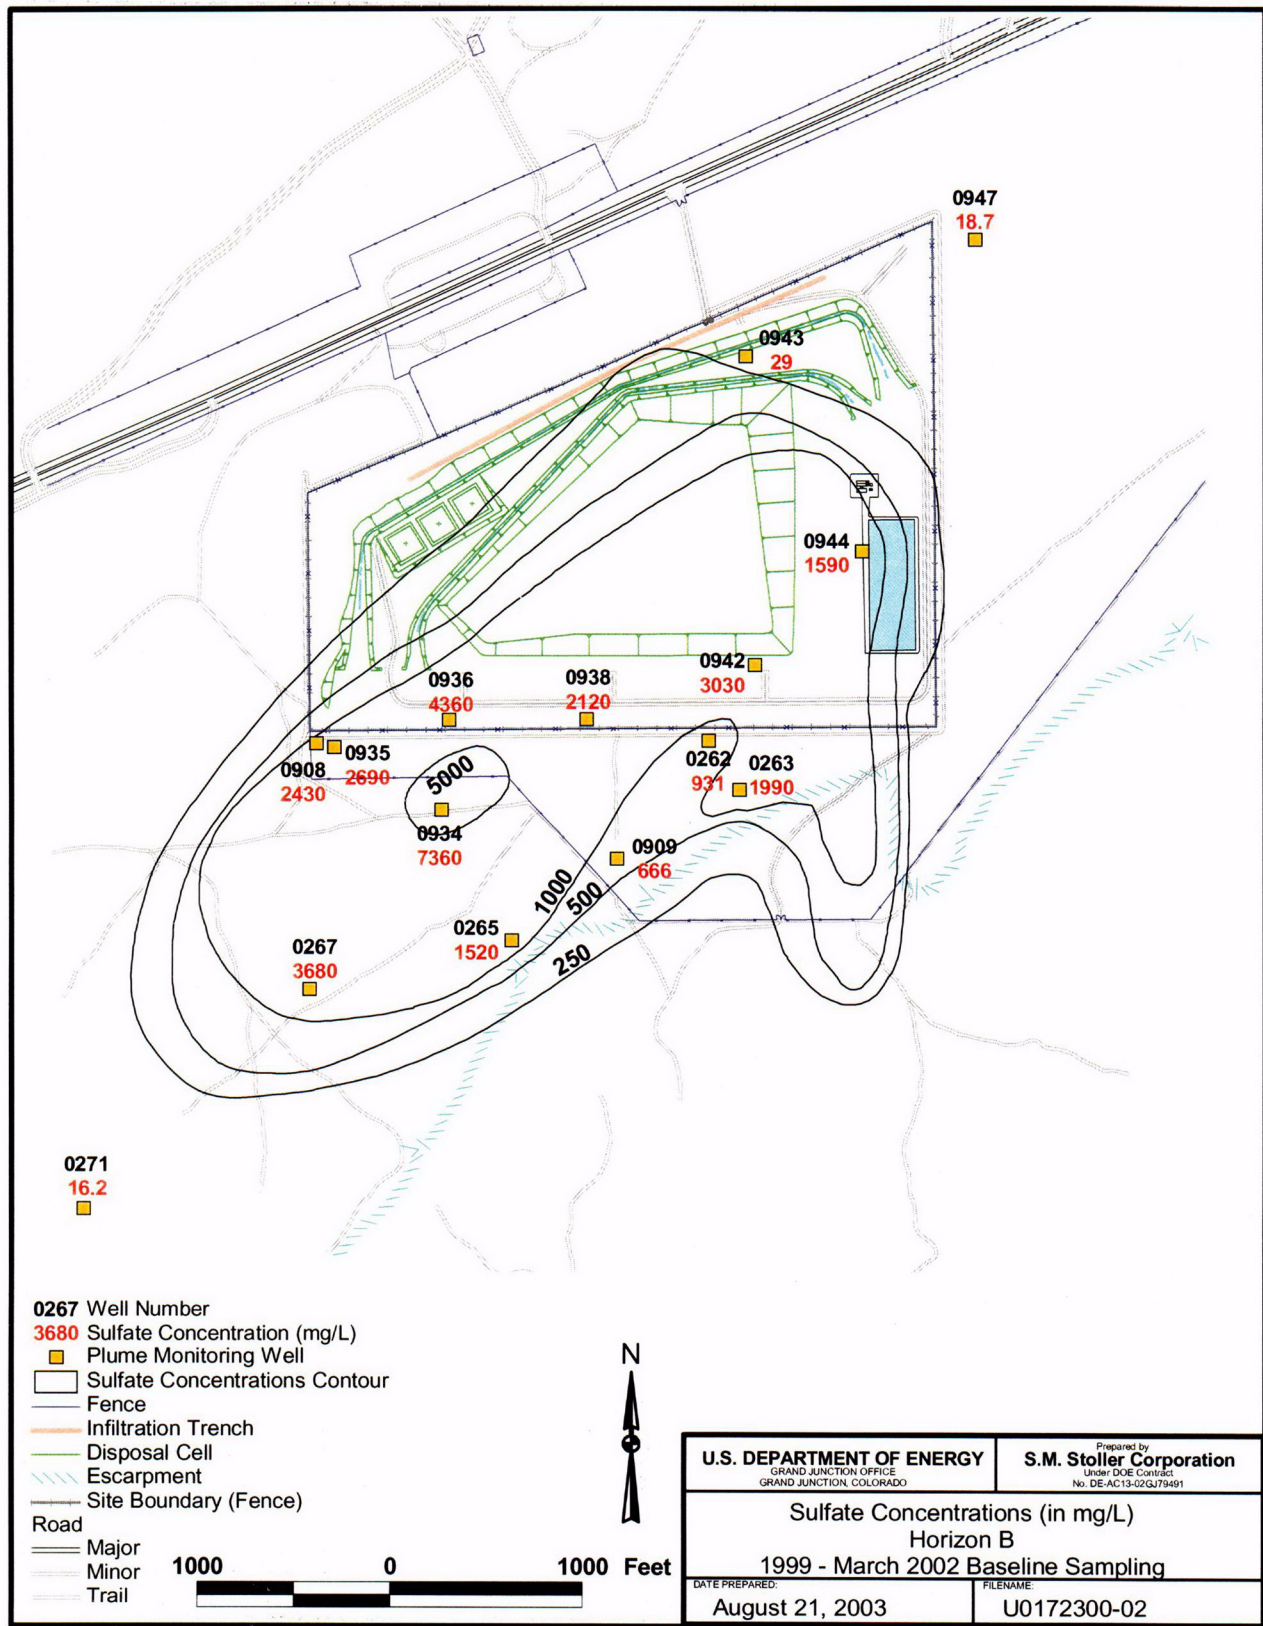 0947
18.7
0943
29
0944
1590
0942
3030
0936
4360
0938
2120
0935
2690
0908
2430
0262
931
0263
1990
5000
0934
7360
0909
666
1000
500
250
0265
1520
0267
3680
0271
16.2
0267 Well Number
3680 Sulfate Concentration (mg/L)
Plume Monitoring Well
Sulfate Concentrations Contour
Fence
Infiltration Trench
Disposal Cell
Escarpment
Site Boundary (Fence)
Road
Major
Minor
Trail
1000 0 1000 Feet
N
U.S. DEPARTMENT OF ENERGY
GRAND JUNCTION OFFICE
GRAND JUNCTION, COLORADO
Prepared by
S.M. Stoller Corporation
Under DOE Contract
No. DE-AC13-02GJ79491
Sulfate Concentrations (in mg/L)
Horizon B
1999 - March 2002 Baseline Sampling
DATE PREPARED:
August 21, 2003
FILENAME:
U0172300-02